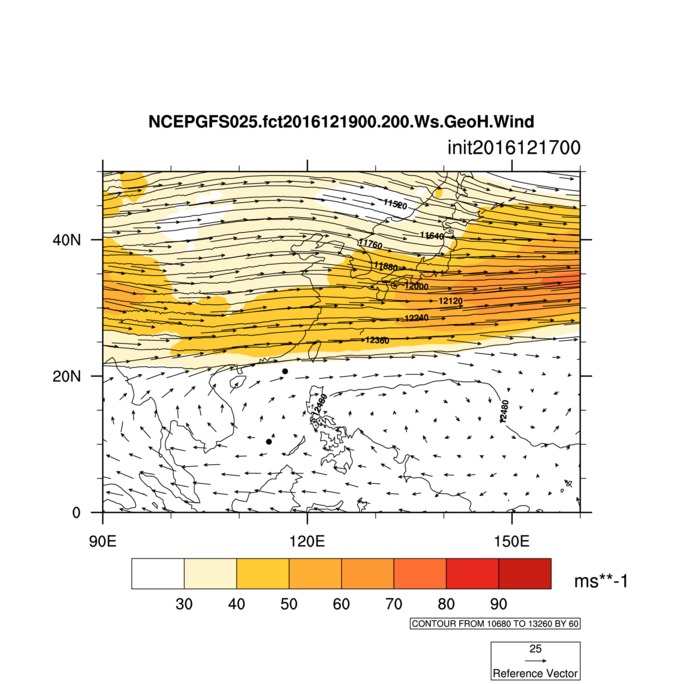 NCEPGFS025.fct2016121900.200.Ws.GeoH.Wind
init2016121700
11520
11640
11760
11880
12000
12120
12240
12360
12480
12480
40N
20N
0
90E 120E 150E
30 40 50 60 70 80 90
ms**-1
CONTOUR FROM 10680 TO 13260 BY 60
25
Reference Vector